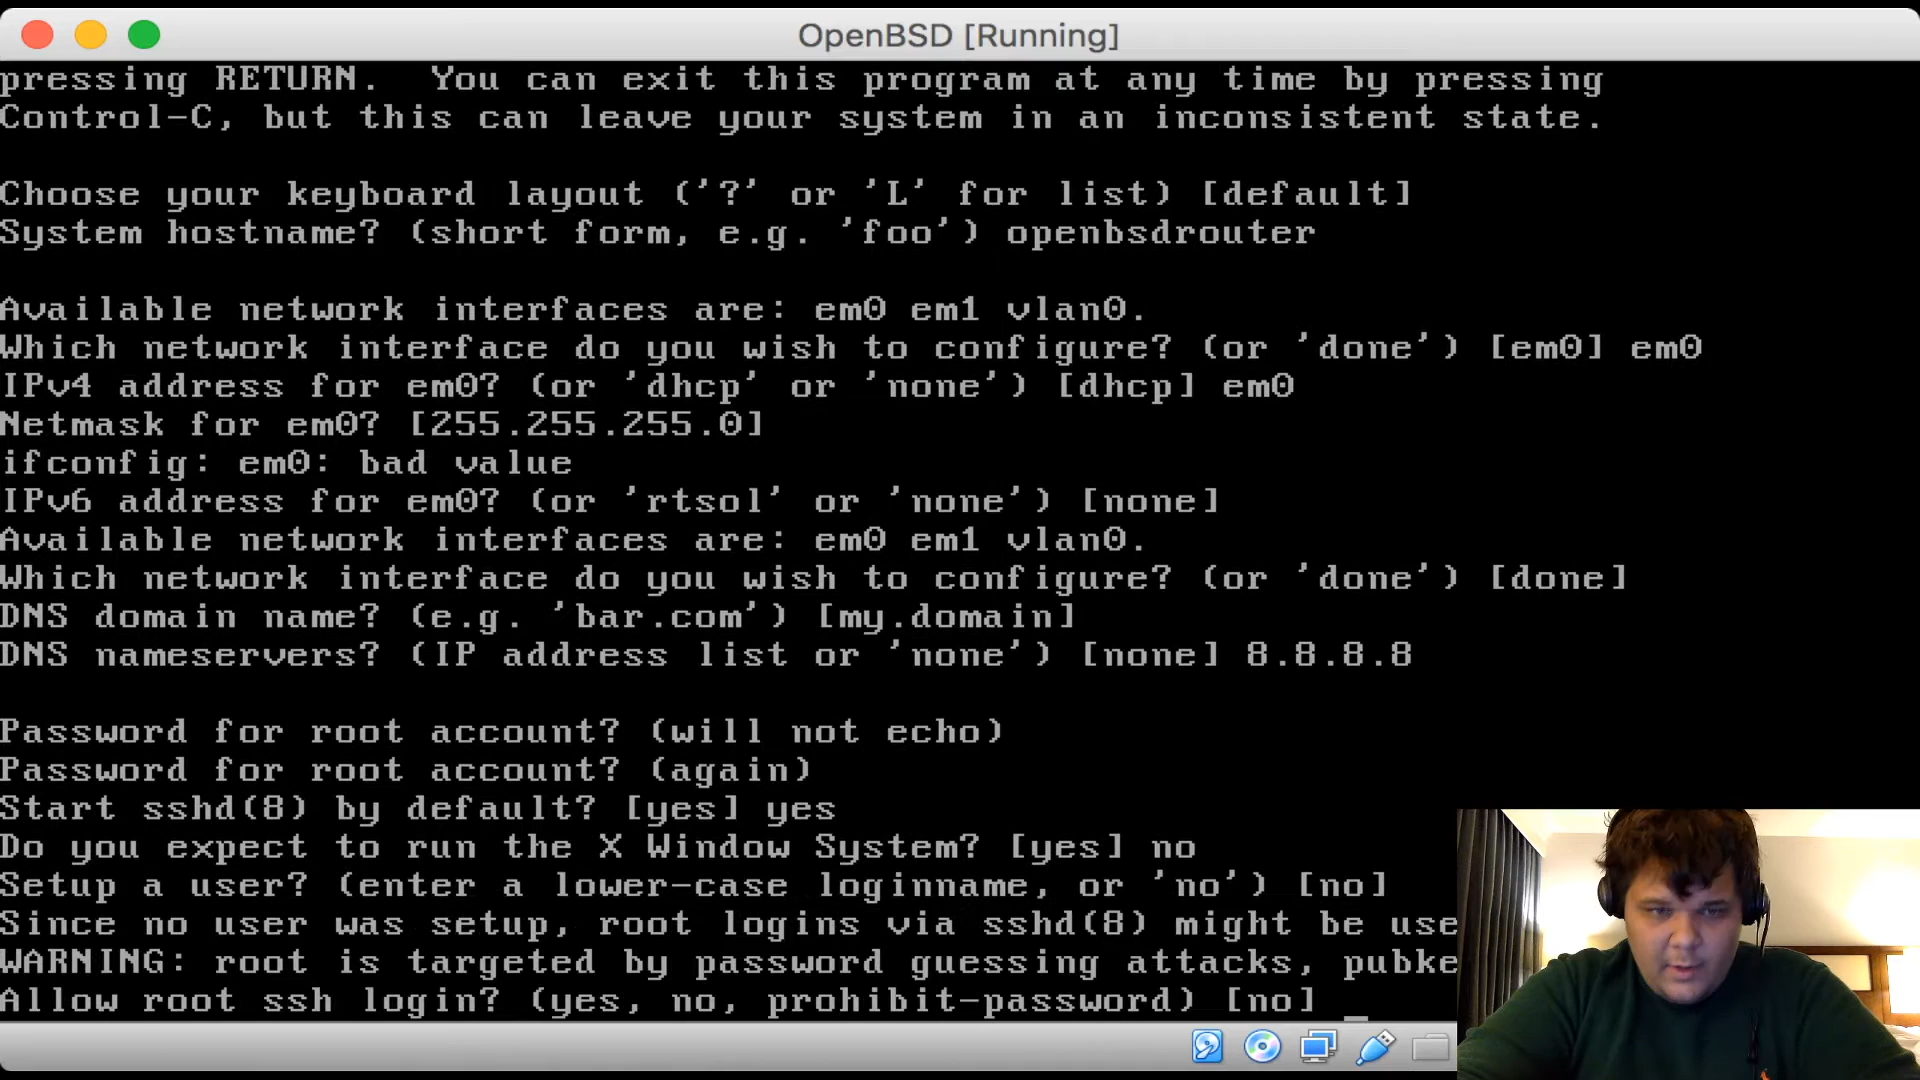 OpenBSD [Running]
pressing RETURN.  You can exit this program at any time by pressing
Control-C, but this can leave your system in an inconsistent state.
Choose your keyboard layout ('?' or 'L' for list) [default]
System hostname? (short form, e.g. 'foo') openbsdrouter
Available network interfaces are: em0 em1 vlan0.
Which network interface do you wish to configure? (or 'done') [em0] em0
IPv4 address for em0? (or 'dhcp' or 'none') [dhcp] em0
Netmask for em0? [255.255.255.0]
ifconfig: em0: bad value
IPv6 address for em0? (or 'rtsol' or 'none') [none]
Available network interfaces are: em0 em1 vlan0.
Which network interface do you wish to configure? (or 'done') [done]
DNS domain name? (e.g. 'bar.com') [my.domain]
DNS nameservers? (IP address list or 'none') [none] 8.8.8.8
Password for root account? (will not echo)
Password for root account? (again)
Start sshd(8) by default? [yes] yes
Do you expect to run the X Window System? [yes] no
Setup a user? (enter a lower-case loginname, or 'no') [no]
Since no user was setup, root logins via sshd(8) might be use
WARNING: root is targeted by password guessing attacks, pubke
Allow root ssh login? (yes, no, prohibit-password) [no] _